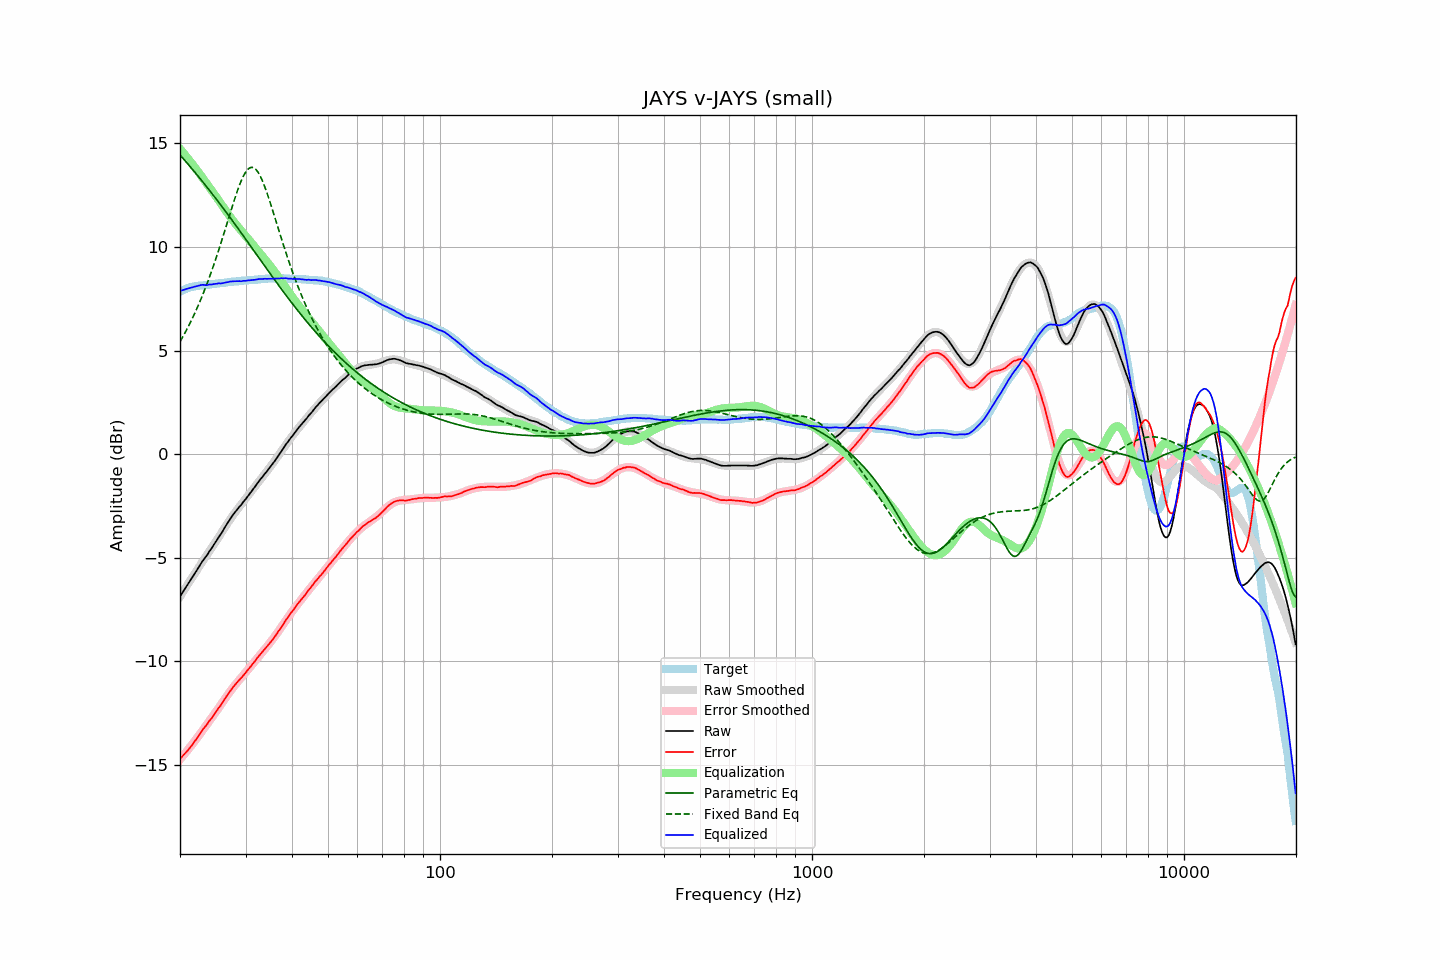 JAYS v-JAYS (small)
15
10
5
0
−5
−10
−15
Amplitude (dBr)
100
1000
10000
Frequency (Hz)
Target
Raw Smoothed
Error Smoothed
Raw
Error
Equalization
Parametric Eq
Fixed Band Eq
Equalized